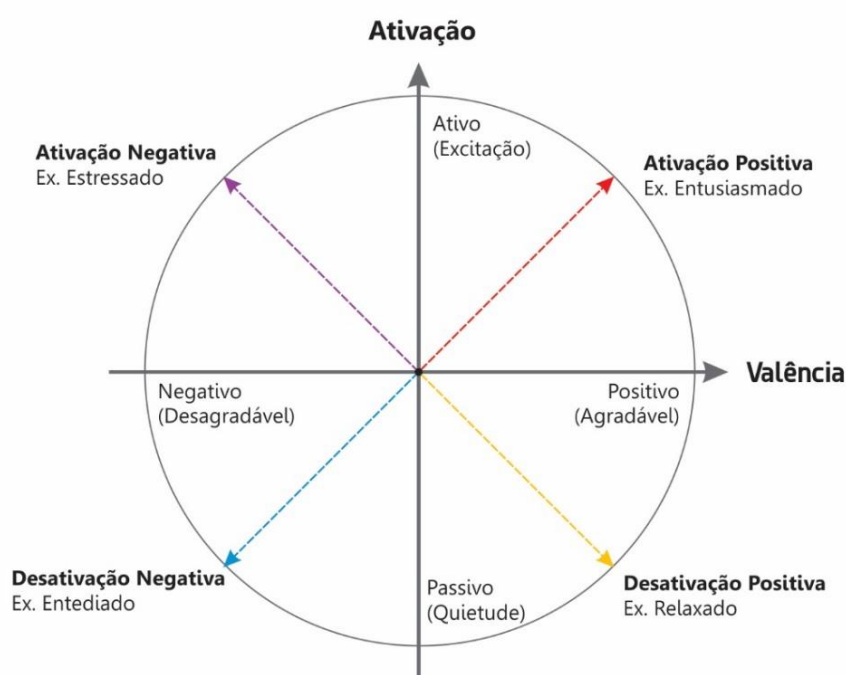 Ativação
Ativo
(Excitação)
Ativação Negativa
Ex. Estressado
Ativação Positiva
Ex. Entusiasmado
Valência
Negativo
(Desagradável)
Positivo
(Agradável)
Desativação Negativa
Ex. Entediado
Passivo
(Quietude)
Desativação Positiva
Ex. Relaxado